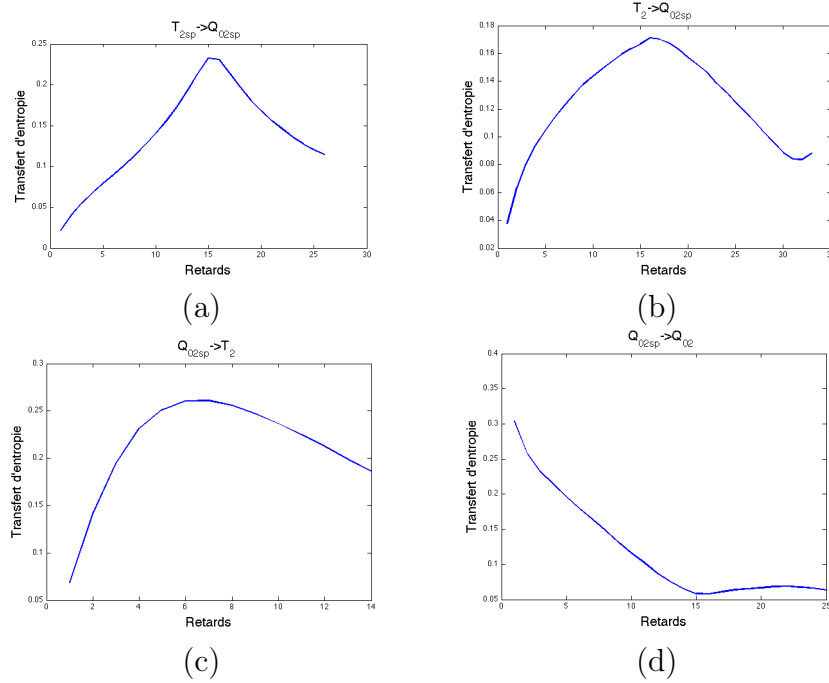 T2sp->Q02sp
0.25
0.2
0.15
0.1
0.05
0
0 5 10 15 20 25 30
Transfert d'entropie
Retards
(a)
T2->Q02sp
0.18
0.16
0.14
0.12
0.1
0.08
0.06
0.04
0.02
0 5 10 15 20 25 30 35
Transfert d'entropie
Retards
(b)
Q02sp->T2
0.3
0.25
0.2
0.15
0.1
0.05
0 2 4 6 8 10 12 14
Transfert d'entropie
Retards
(c)
Q02sp->Q02
0.4
0.35
0.3
0.25
0.2
0.15
0.1
0.05
0 5 10 15 20 25
Transfert d'entropie
Retards
(d)